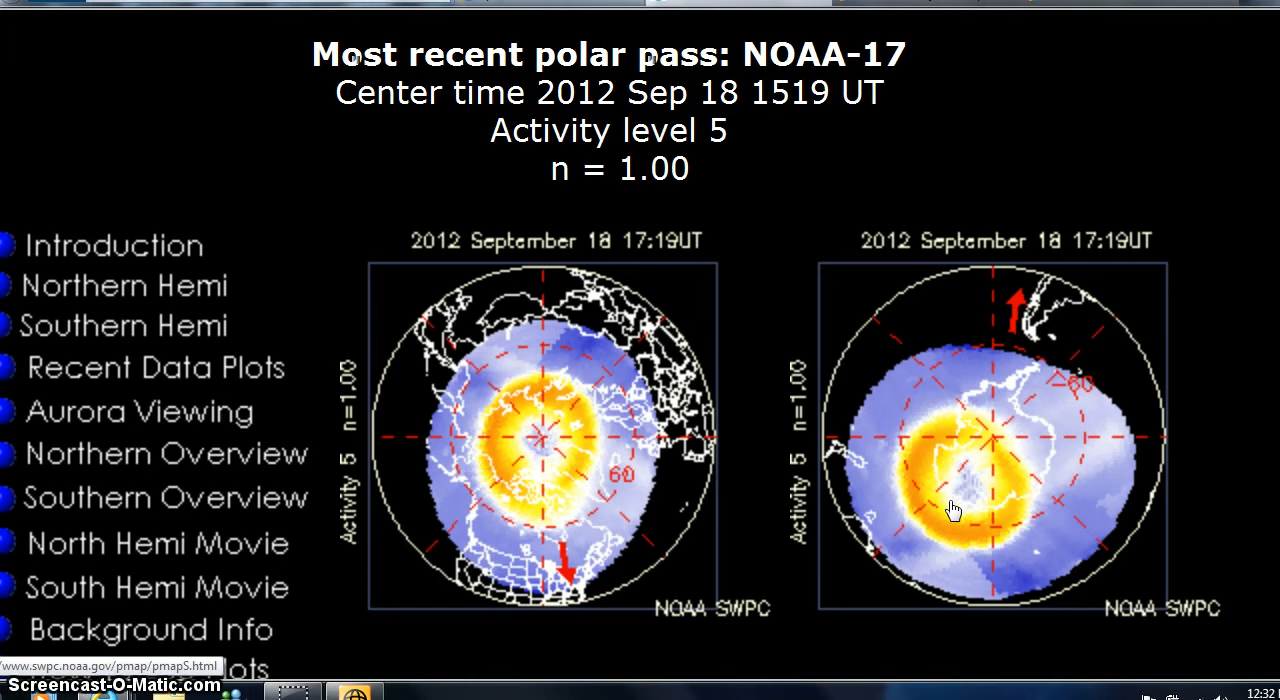 Most recent polar pass: NOAA-17
Center time 2012 Sep 18 1519 UT
Activity level 5
n = 1.00
2012 September 18 17:19UT
Activity 5 n=1.00
60
NOAA SWPC
2012 September 18 17:19UT
Activity 5 n=1.00
-60
NOAA SWPC
Introduction
Northern Hemi
Southern Hemi
Recent Data Plots
Aurora Viewing
Northern Overview
Southern Overview
North Hemi Movie
South Hemi Movie
Background Info
lots
www.swpc.noaa.gov/pmap/pmapS.html
Screencast-O-Matic.com
12:32